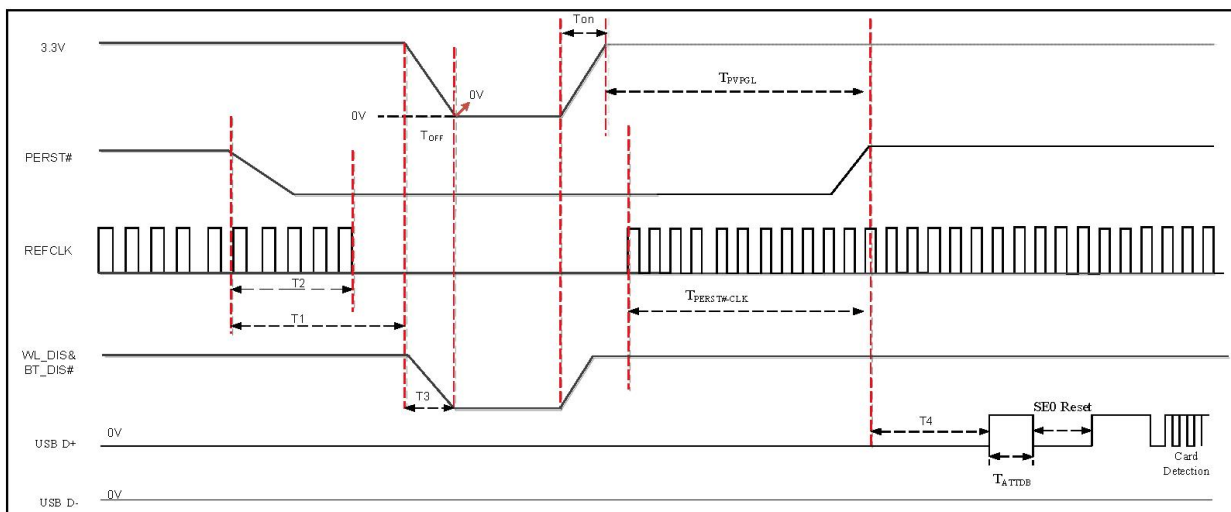 Ton
3.3V
TPVPGL
0V
0V
TOFF
PERST#
REFCLK
T2
TPERST#-CLK
T1
WL_DIS&
BT_DIS#
T3
SE0 Reset
T4
0V
USB D+
Card
Detection
TATTDB
0V
USB D-